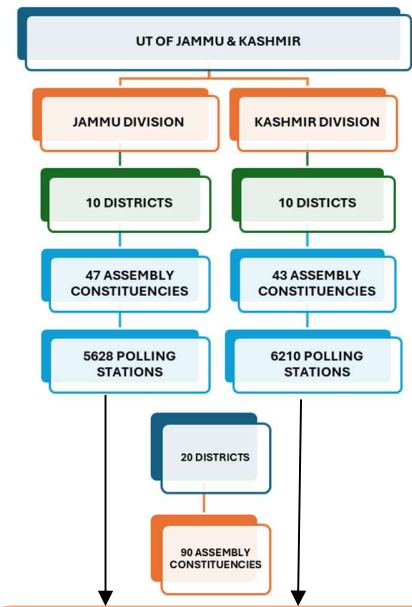 UT OF JAMMU & KASHMIR
JAMMU DIVISION
KASHMIR DIVISION
10 DISTRICTS
10 DISTICTS
47 ASSEMBLY
CONSTITUENCIES
43 ASSEMBLY
CONSTITUENCIES
5628 POLLING
STATIONS
6210 POLLING
STATIONS
20 DISTRICTS
90 ASSEMBLY
CONSTITUENCIES